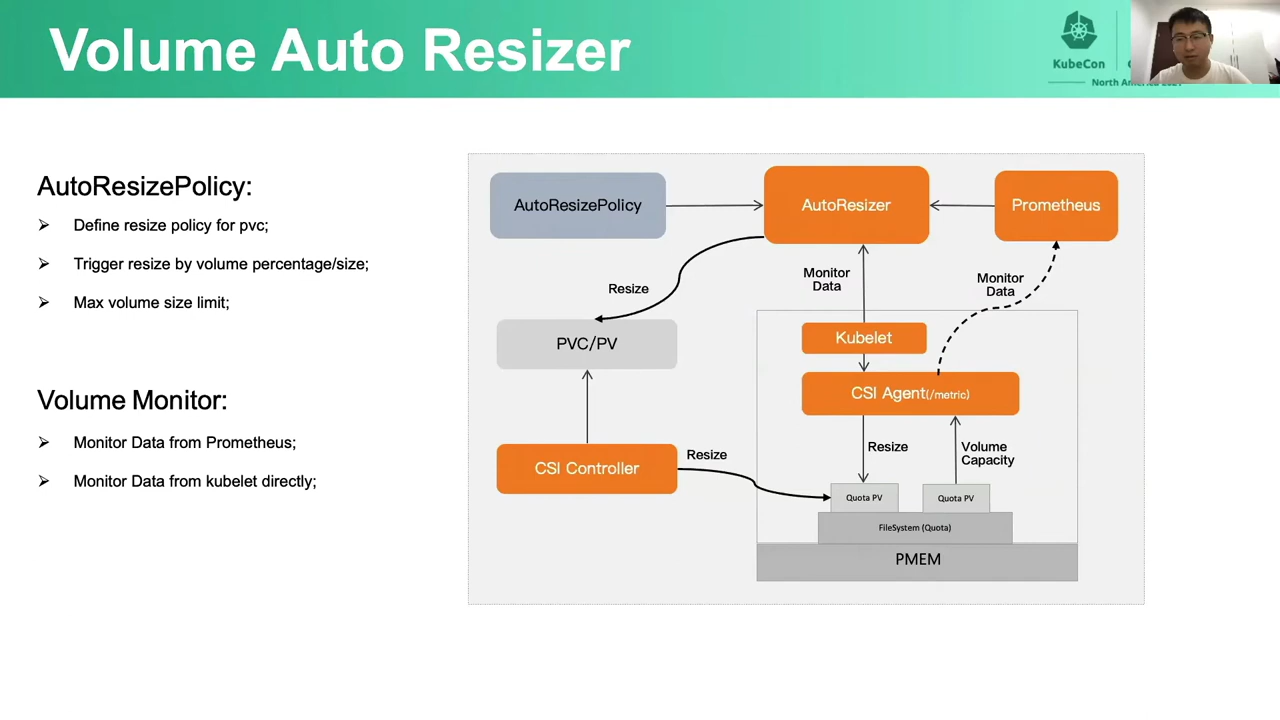 Volume Auto Resizer
KubeCon
North America 2021
AutoResizePolicy:
Define resize policy for pvc;
Trigger resize by volume percentage/size;
Max volume size limit;
Volume Monitor:
Monitor Data from Prometheus;
Monitor Data from kubelet directly;
AutoResizePolicy
AutoResizer
Prometheus
Monitor
Data
Monitor
Data
Resize
PVC/PV
Kubelet
CSI Agent(/metric)
CSI Controller
Resize
Resize
Volume
Capacity
Quota PV
Quota PV
FileSystem (Quota)
PMEM